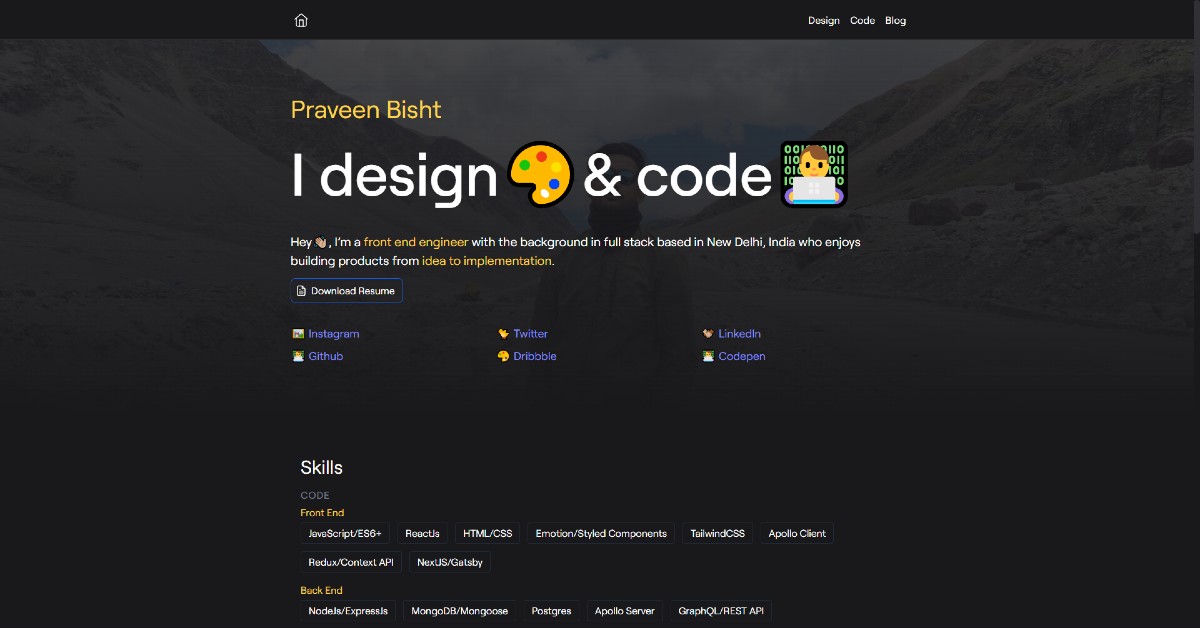 Design Code Blog
Praveen Bisht
I design & code
Hey, I'm a front end engineer with the background in full stack based in New Delhi, India who enjoys
building products from idea to implementation.
Download Resume
Instagram Twitter LinkedIn
Github Dribbble Codepen
Skills
CODE
Front End
JavaScript/ES6+ ReactJs HTML/CSS Emotion/Styled Components TailwindCSS Apollo Client
Redux/Context API NextJS/Gatsby
Back End
NodeJs/ExpressJs MongoDB/Mongoose Postgres Apollo Server GraphQL/REST API